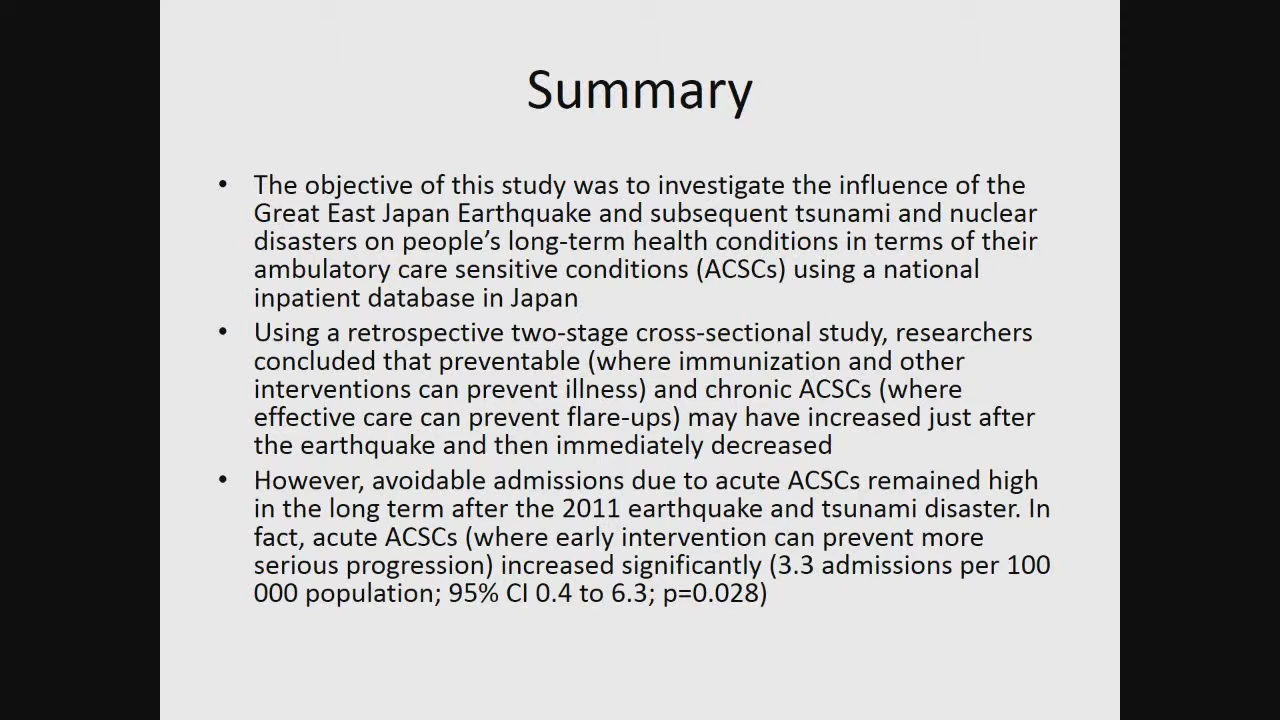 Summary
• The objective of this study was to investigate the influence of the
Great East Japan Earthquake and subsequent tsunami and nuclear
disasters on people’s long-term health conditions in terms of their
ambulatory care sensitive conditions (ACSCs) using a national
inpatient database in Japan
• Using a retrospective two-stage cross-sectional study, researchers
concluded that preventable (where immunization and other
interventions can prevent illness) and chronic ACSCs (where
effective care can prevent flare-ups) may have increased just after
the earthquake and then immediately decreased
• However, avoidable admissions due to acute ACSCs remained high
in the long term after the 2011 earthquake and tsunami disaster. In
fact, acute ACSCs (where early intervention can prevent more
serious progression) increased significantly (3.3 admissions per 100
000 population; 95% CI 0.4 to 6.3; p=0.028)